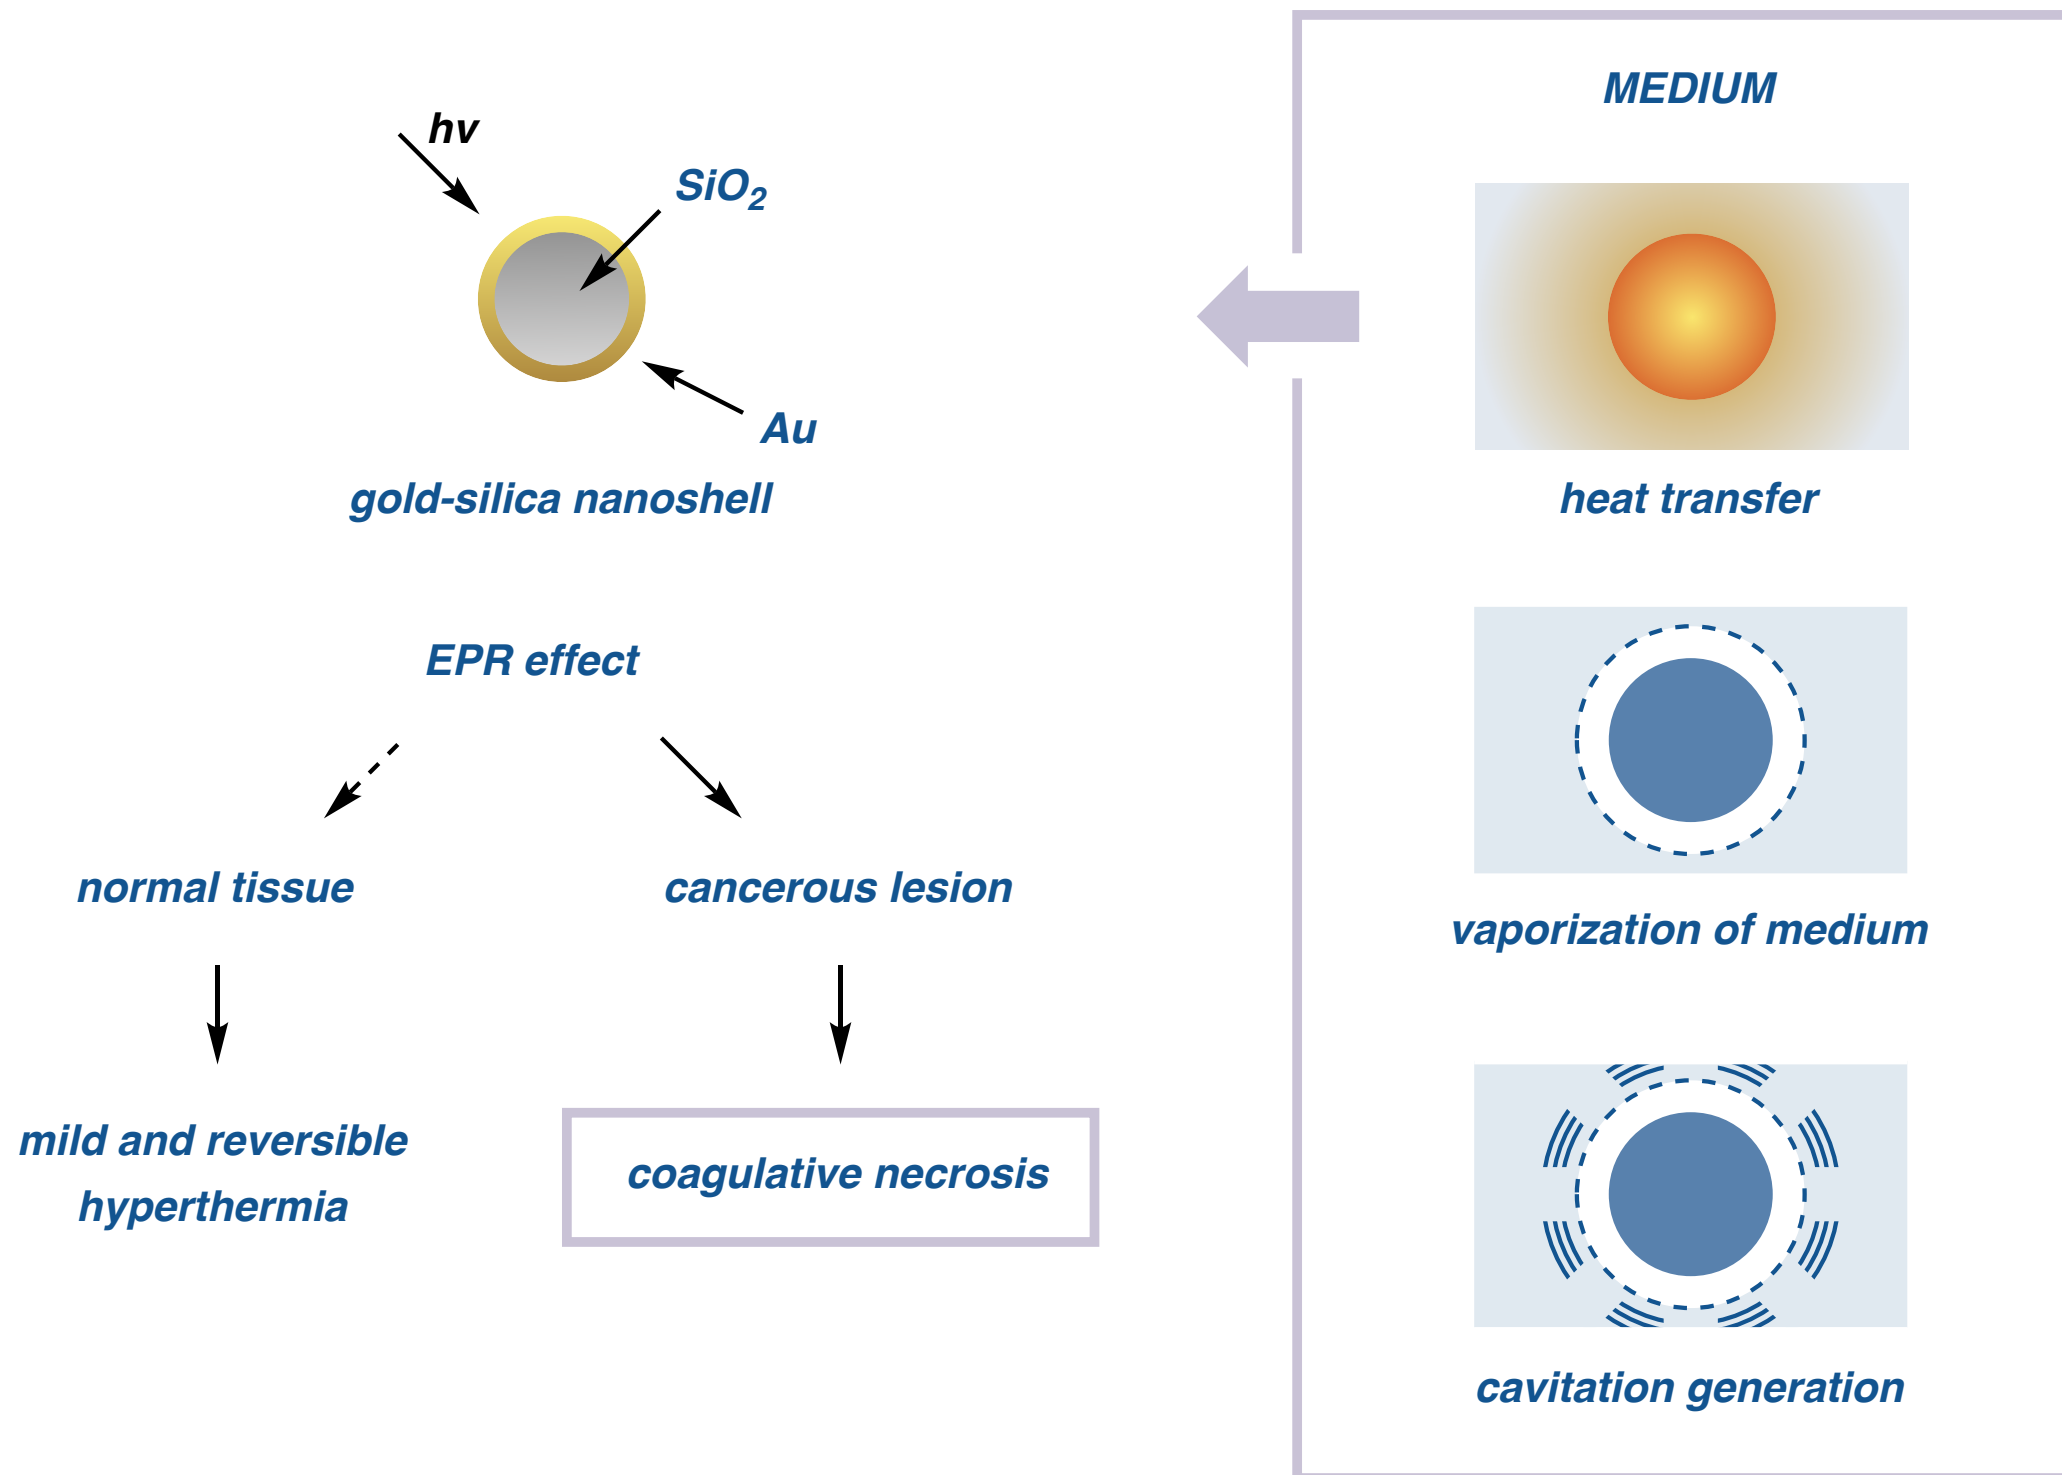 hv
SiO2
Au
gold-silica nanoshell
EPR effect
normal tissue
cancerous lesion
mild and reversible
hyperthermia
coagulative necrosis
MEDIUM
heat transfer
vaporization of medium
cavitation generation